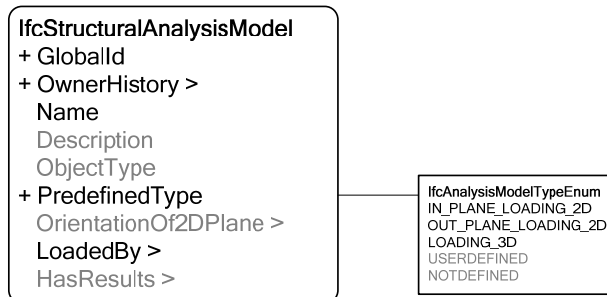 IfcStructuralAnalysisModel
+ GlobalId
+ OwnerHistory >
Name
Description
ObjectType
+ PredefinedType
OrientationOf2DPlane >
LoadedBy >
HasResults >
IfcAnalysisModelTypeEnum
IN_PLANE_LOADING_2D
OUT_PLANE_LOADING_2D
LOADING_3D
USERDEFINED
NOTDEFINED